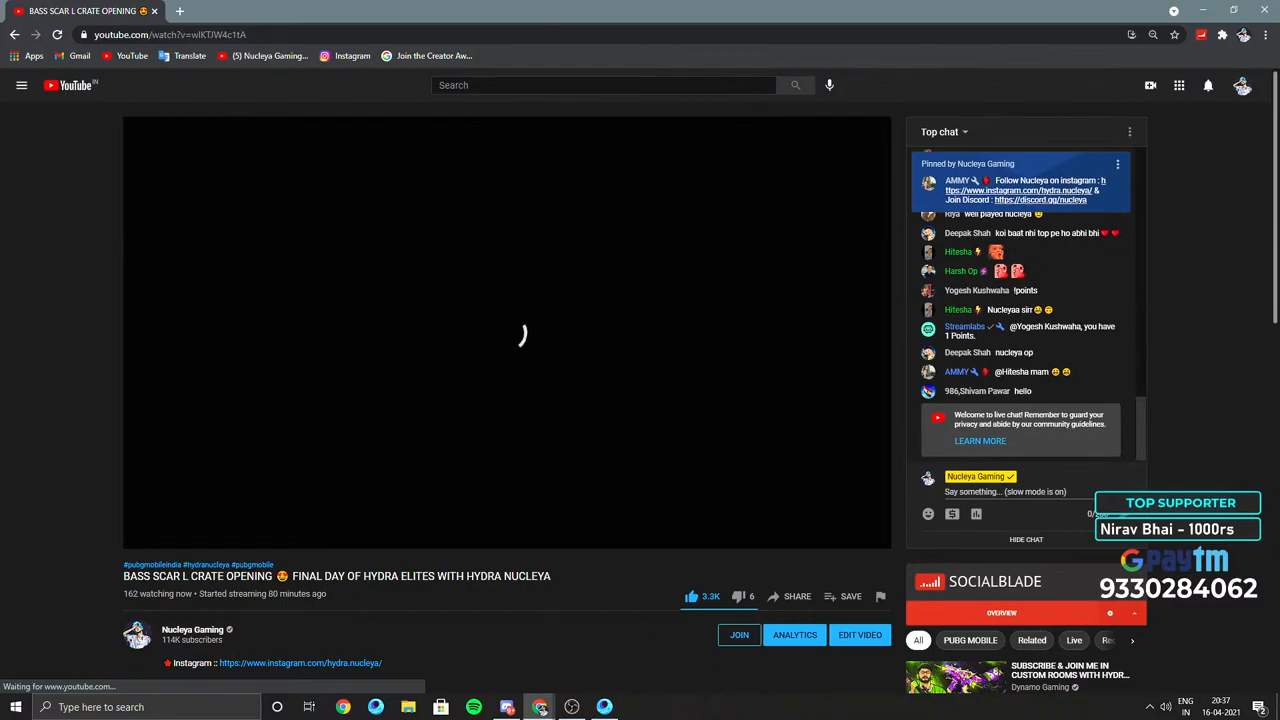 BASS SCAR L CRATE OPENING 😍
youtube.com/watch?v=wlKTJW4c1tA
Apps
Gmail
YouTube
Translate
(5) Nucleya Gaming...
Instagram
Join the Creator Aw...
YouTube IN
Search
Top chat
Pinned by Nucleya Gaming
AMMY Follow Nucleya on instagram : h
ttps://www.instagram.com/hydra.nucleya/ &
Join Discord : https://discord.gg/nucleya
Riya well played nucleya
Deepak Shah koi baat nhi top pe ho abhi bhi ❤️❤️
Hitesha⚡
Harsh Op
Yogesh Kushwaha !points
Hitesha⚡ Nucleyaa sirr
Streamlabs @Yogesh Kushwaha, you have
1 Points.
Deepak Shah nucleya op
AMMY @Hitesha mam
986,Shivam Pawar hello
Welcome to live chat! Remember to guard your
privacy and abide by our community guidelines.
LEARN MORE
Nucleya Gaming
Say something... (slow mode is on)
HIDE CHAT
TOP SUPPORTER
Nirav Bhai - 1000rs
G paytm
9330284062
#pubgmobileindia #hydranucleya #pubgmobile
BASS SCAR L CRATE OPENING 😍 FINAL DAY OF HYDRA ELITES WITH HYDRA NUCLEYA
162 watching now • Started streaming 80 minutes ago
3.3K
6
SHARE
SAVE
Nucleya Gaming
114K subscribers
JOIN
ANALYTICS
EDIT VIDEO
Instagram :: https://www.instagram.com/hydra.nucleya/
SOCIALBLADE
OVERVIEW
All
PUBG MOBILE
Related
Live
SUBSCRIBE & JOIN ME IN
CUSTOM ROOMS WITH HYDR...
Dynamo Gaming
Waiting for www.youtube.com...
Type here to search
ENG
IN
20:37
16-04-2021